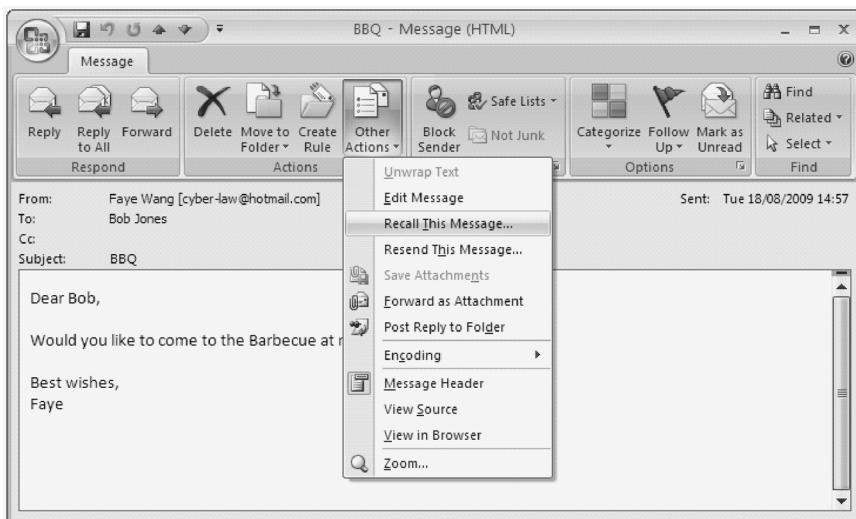 BBQ - Message (HTML)
Message
Reply
Reply to All
Forward
Respond
Delete
Move to Folder
Create Rule
Other Actions
Actions
Block Sender
Safe Lists
Not Junk
Categorize
Follow Up
Mark as Unread
Options
Find
Related
Select
Find
From: Faye Wang [cyber-law@hotmail.com]
Sent: Tue 18/08/2009 14:57
To: Bob Jones
Cc:
Subject: BBQ
Dear Bob,
Would you like to come to the Barbecue at
Best wishes,
Faye
Unwrap Text
Edit Message
Recall This Message...
Resend This Message...
Save Attachments
Forward as Attachment
Post Reply to Folder
Encoding
Message Header
View Source
View in Browser
Zoom...